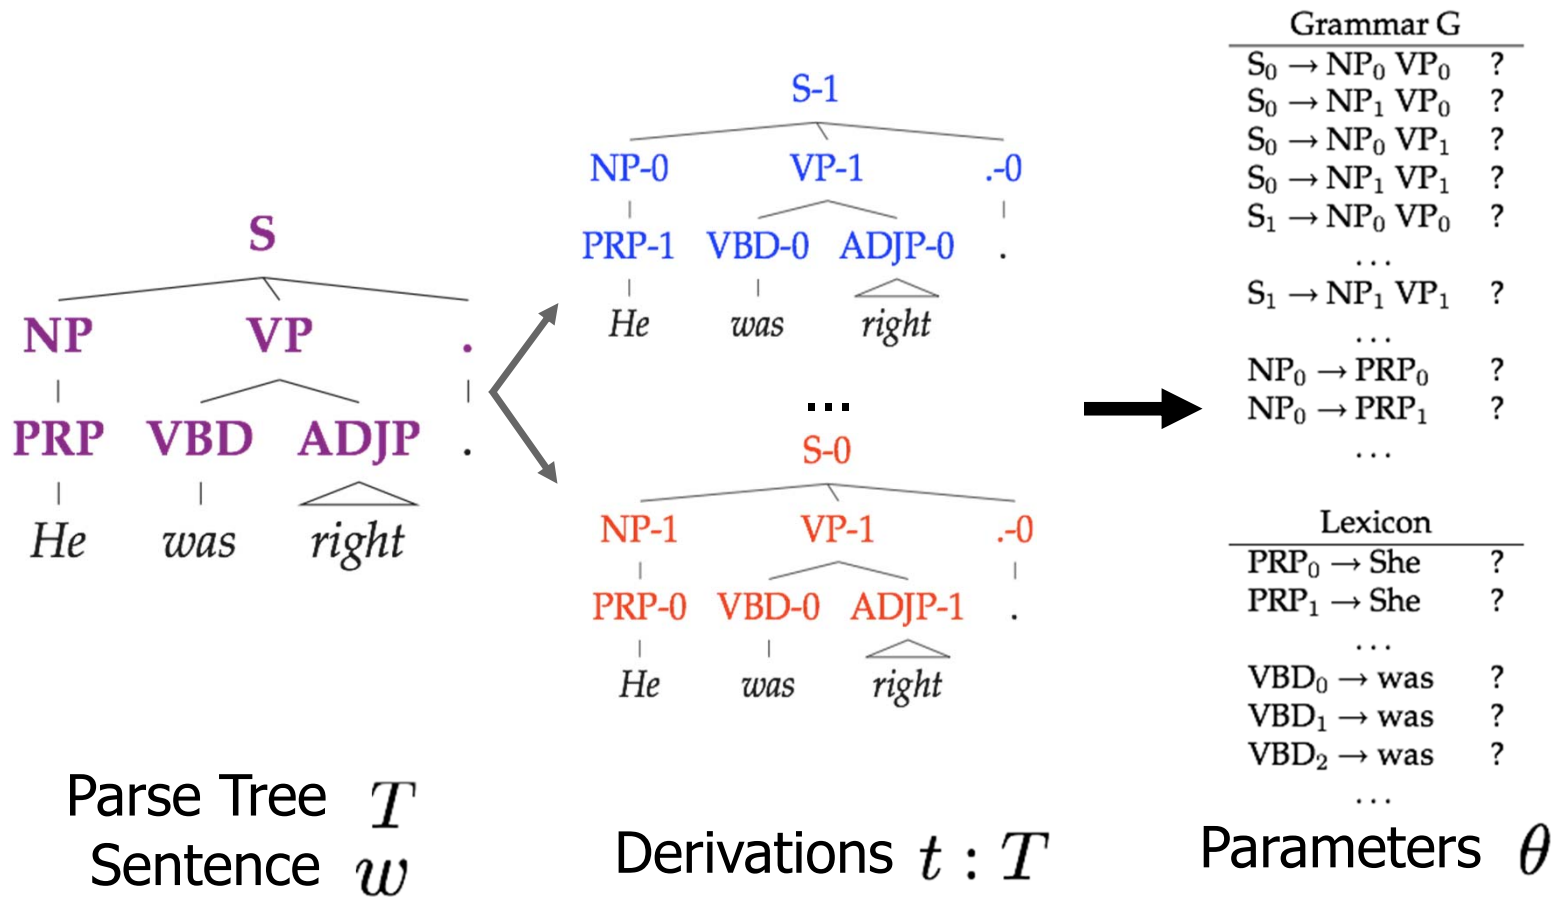 S
NP VP .
PRP VBD ADJP .
He was right
Parse Tree T
Sentence w
S-1
NP-0 VP-1 .-0
PRP-1 VBD-0 ADJP-0 .
He was right
...
S-0
NP-1 VP-1 .-0
PRP-0 VBD-0 ADJP-1 .
He was right
Derivations t : T
Grammar G
S₀ → NP₀ VP₀ ?
S₀ → NP₁ VP₀ ?
S₀ → NP₀ VP₁ ?
S₀ → NP₁ VP₁ ?
S₁ → NP₀ VP₀ ?
...
S₁ → NP₁ VP₁ ?
...
NP₀ → PRP₀ ?
NP₀ → PRP₁ ?
...
Lexicon
PRP₀ → She ?
PRP₁ → She ?
...
VBD₀ → was ?
VBD₁ → was ?
VBD₂ → was ?
...
Parameters θ